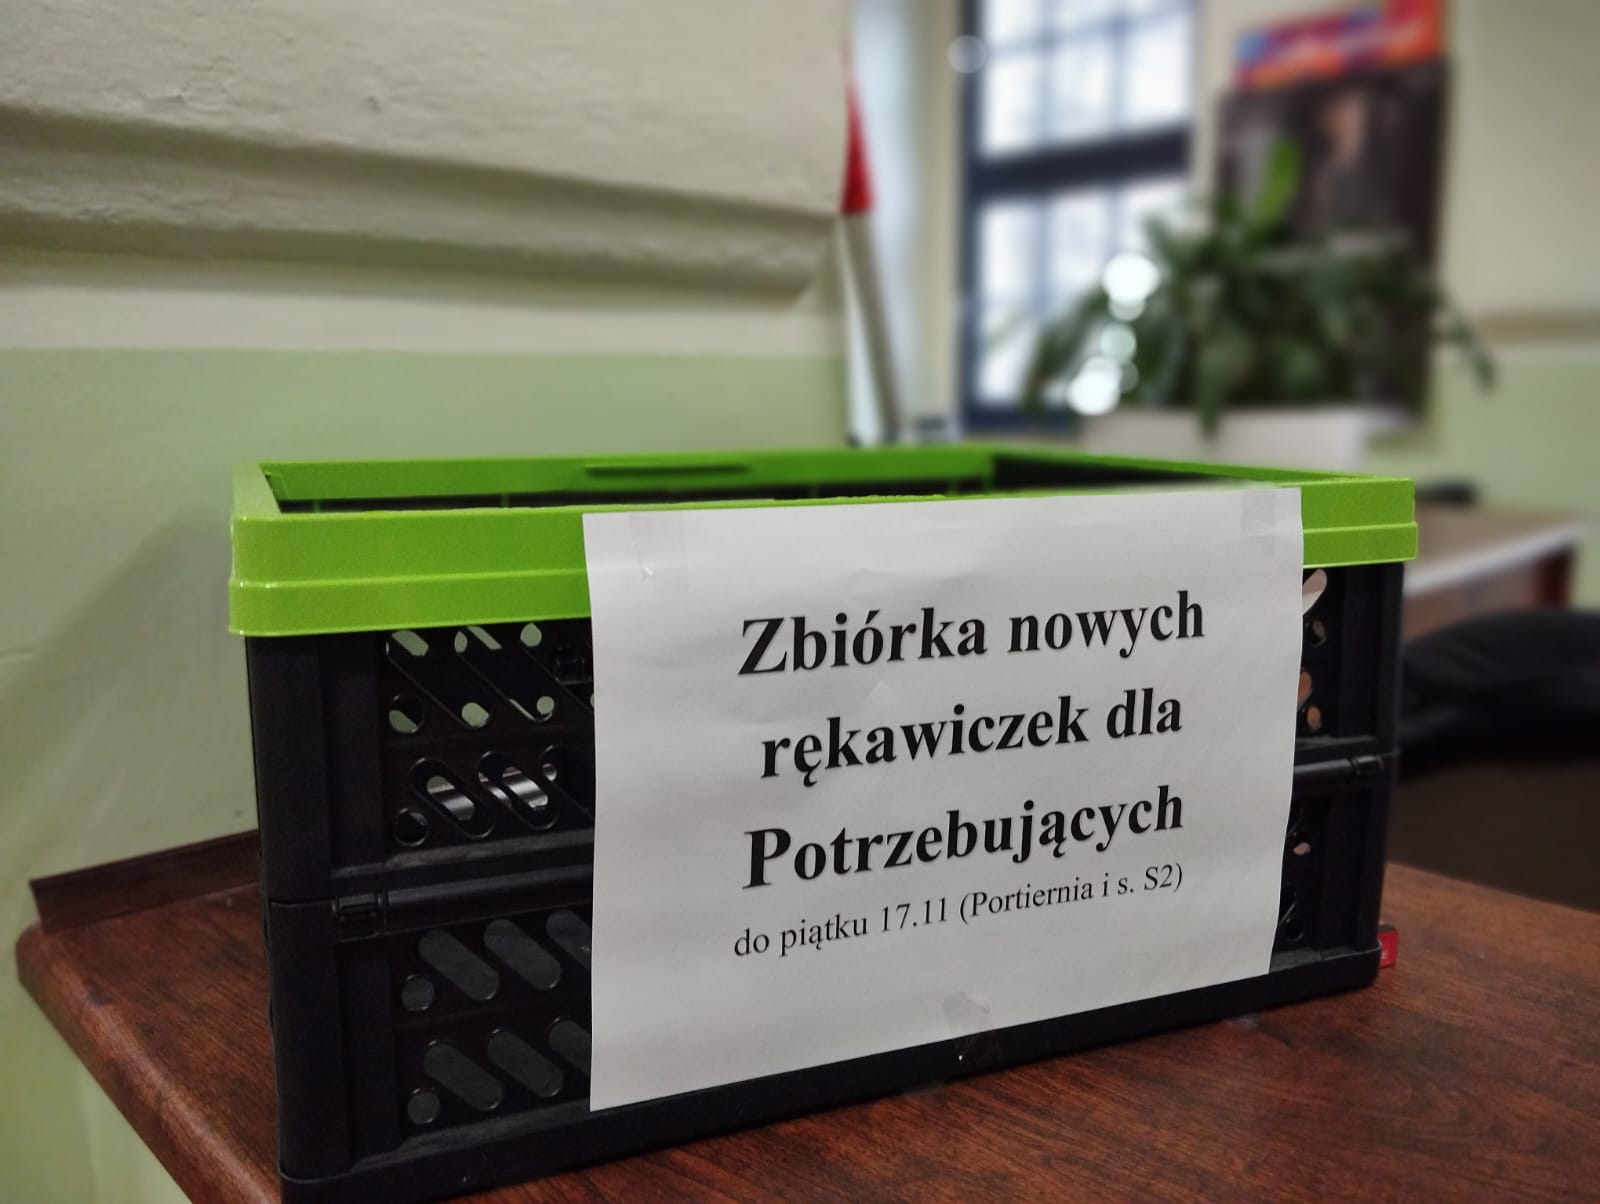 Zbiórka nowych
rękawiczek dla
Potrzebujących
do piątku 17.11 (Portiernia i s. S2)